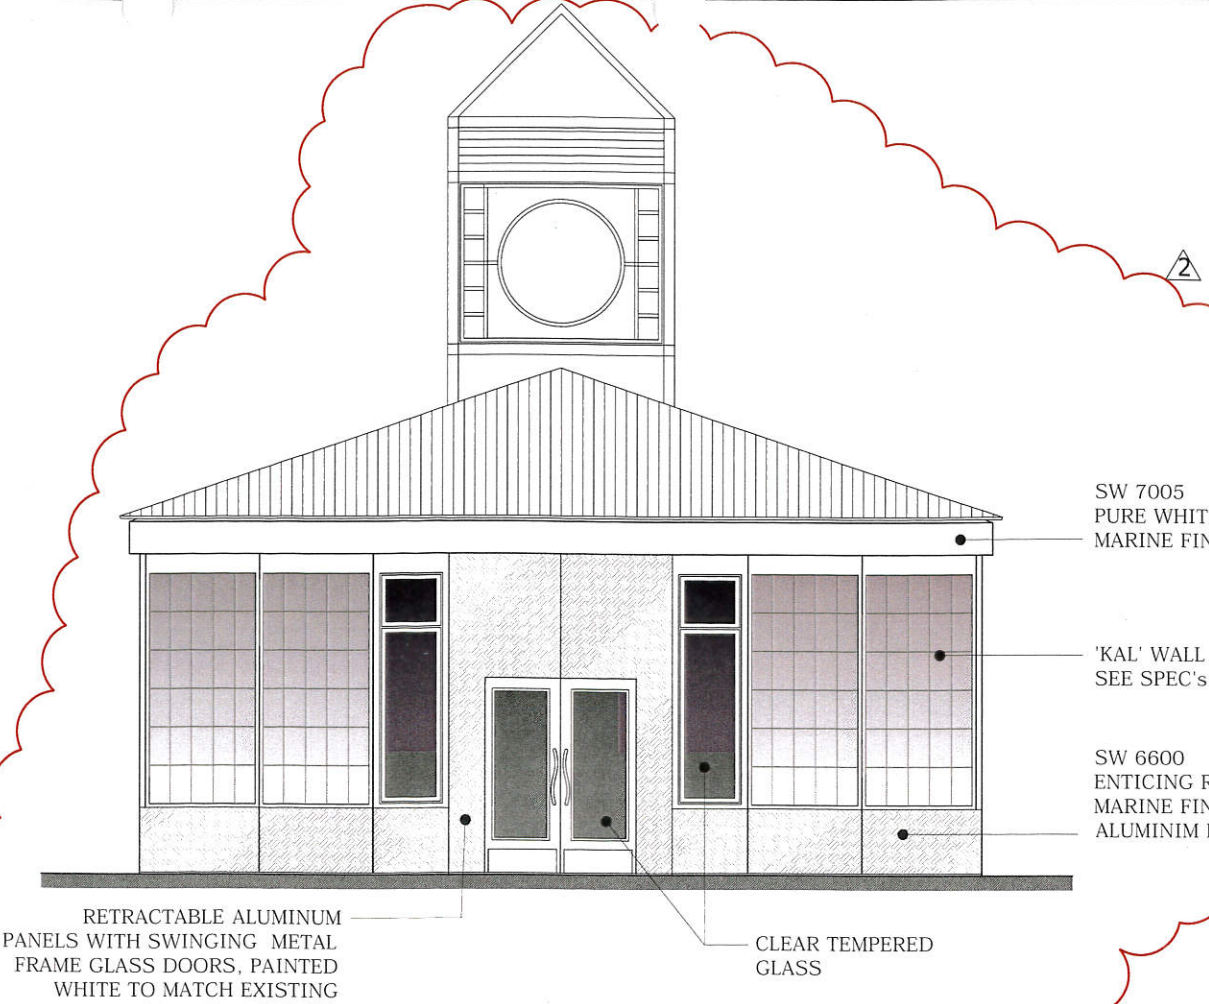 2
SW 7005
PURE WHIT
MARINE FIN
'KAL' WALL
SEE SPEC's
SW 6600
ENTICING R
MARINE FIN
ALUMINIM
RETRACTABLE ALUMINUM
PANELS WITH SWINGING METAL
FRAME GLASS DOORS, PAINTED
WHITE TO MATCH EXISTING
CLEAR TEMPERED
GLASS